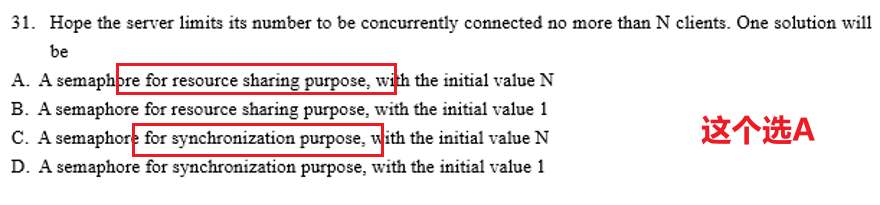 31. Hope the server limits its number to be concurrently connected no more than N clients. One solution will
be
A. A semaphore for resource sharing purpose, with the initial value N
B. A semaphore for resource sharing purpose, with the initial value 1
C. A semaphore for synchronization purpose, with the initial value N
D. A semaphore for synchronization purpose, with the initial value 1
这个选A